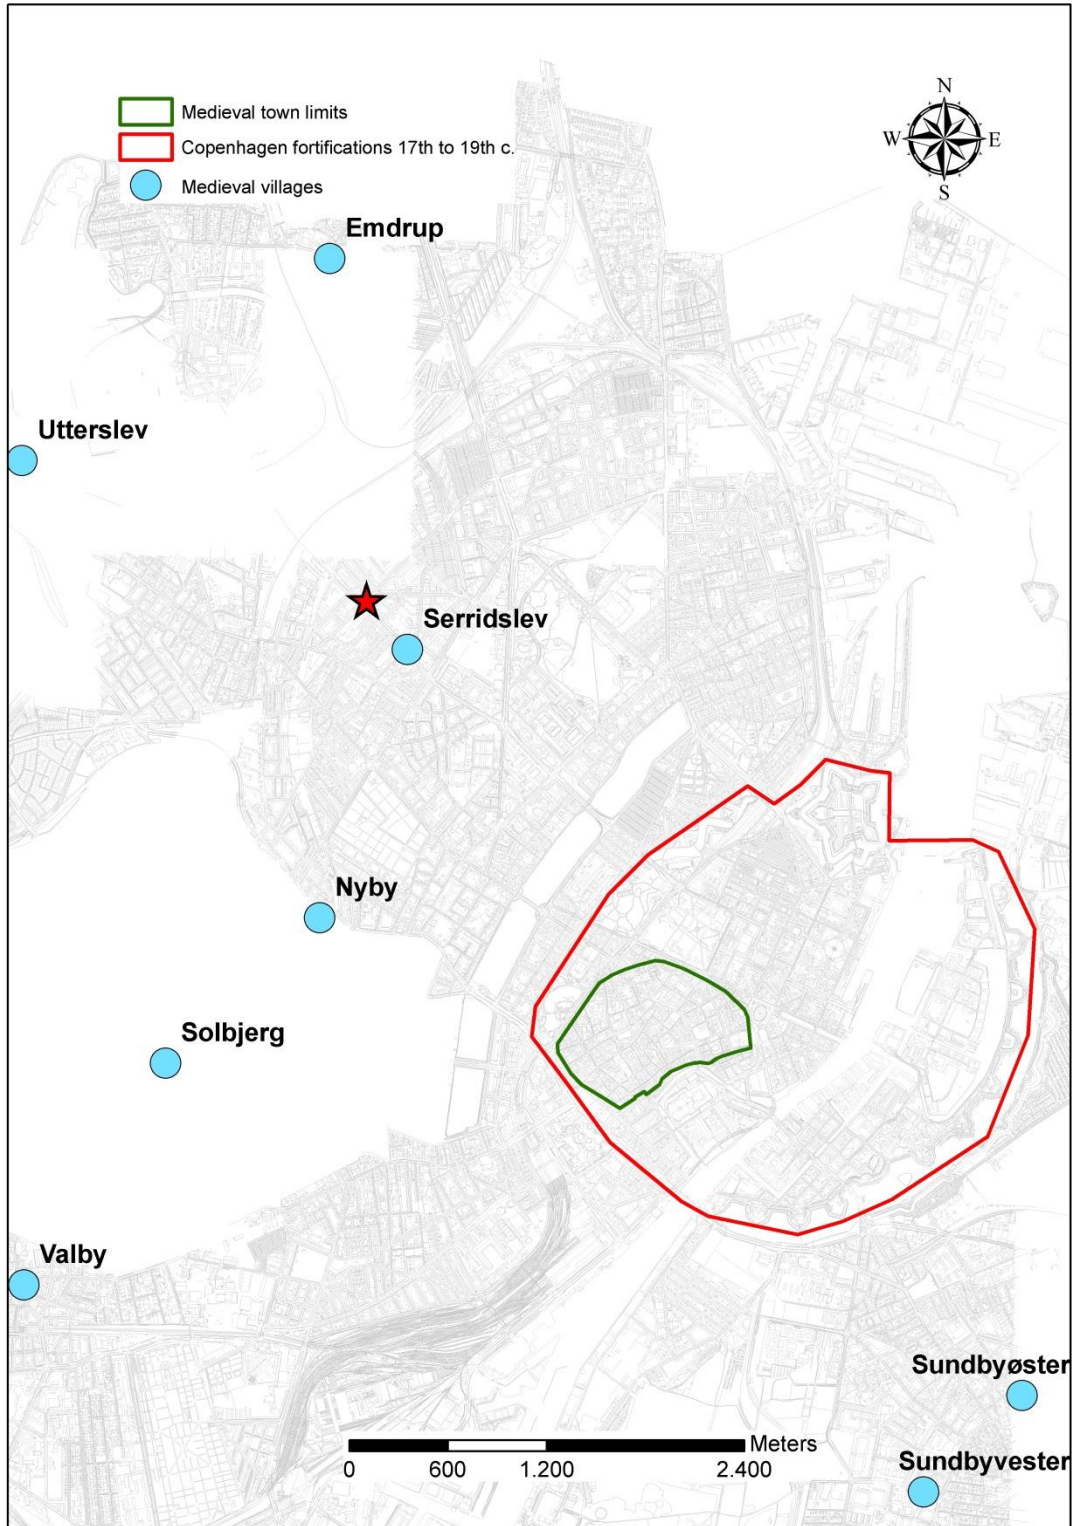 N
W E
S
Medieval town limits
Copenhagen fortifications 17th to 19th c.
Medieval villages
Emdrup
Utterslev
Serridslev
Nyby
Solbjerg
Valby
Sundbyøster
Sundbyvester
Meters
0 600 1.200 2.400